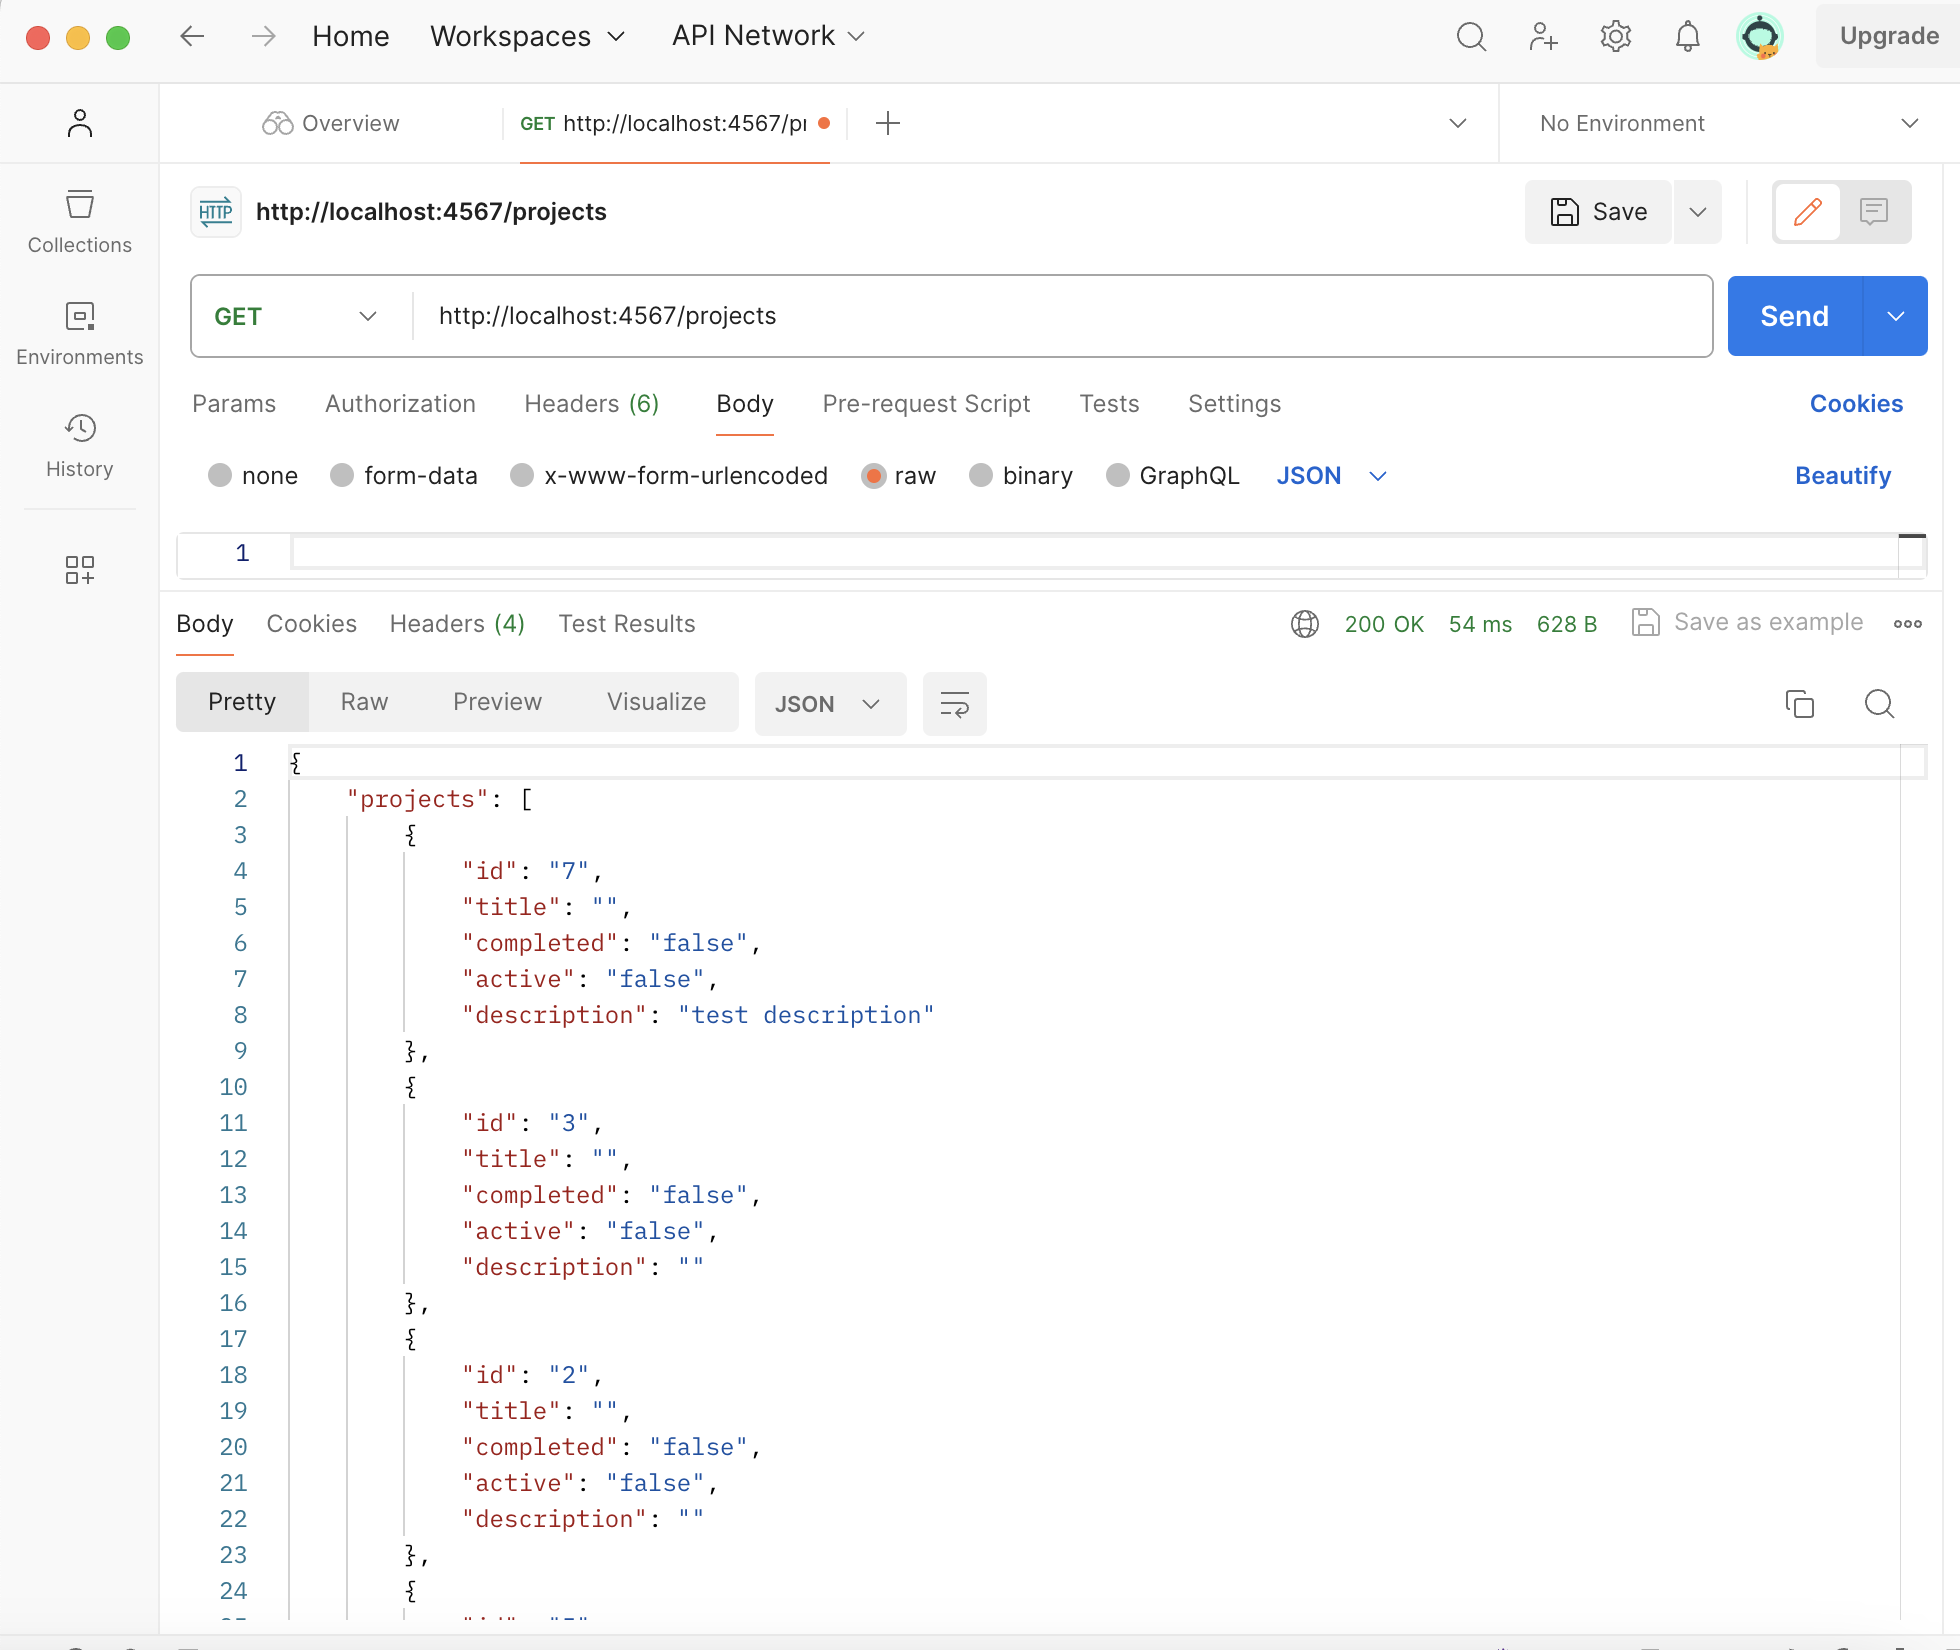 Home Workspaces API Network Upgrade
Overview GET http://localhost:4567/pr No Environment
HTTP http://localhost:4567/projects Save
Collections
Environments
History
GET http://localhost:4567/projects Send
Params Authorization Headers (6) Body Pre-request Script Tests Settings Cookies
none form-data x-www-form-urlencoded raw binary GraphQL JSON Beautify
1
Body Cookies Headers (4) Test Results 200 OK 54 ms 628 B Save as example
Pretty Raw Preview Visualize JSON
1 {
2 "projects": [
3 {
4 "id": "7",
5 "title": "",
6 "completed": "false",
7 "active": "false",
8 "description": "test description"
9 },
10 {
11 "id": "3",
12 "title": "",
13 "completed": "false",
14 "active": "false",
15 "description": ""
16 },
17 {
18 "id": "2",
19 "title": "",
20 "completed": "false",
21 "active": "false",
22 "description": ""
23 },
24 {